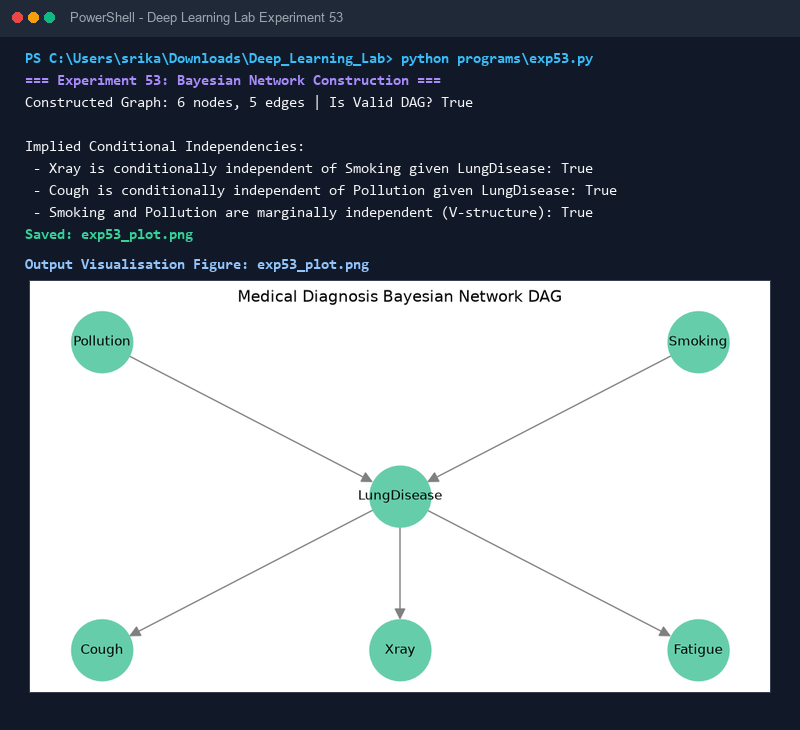 PowerShell - Deep Learning Lab Experiment 53
PS C:\Users\srika\Downloads\Deep_Learning_Lab> python programs\exp53.py
=== Experiment 53: Bayesian Network Construction ===
Constructed Graph: 6 nodes, 5 edges | Is Valid DAG? True
Implied Conditional Independencies:
- Xray is conditionally independent of Smoking given LungDisease: True
- Cough is conditionally independent of Pollution given LungDisease: True
- Smoking and Pollution are marginally independent (V-structure): True
Saved: exp53_plot.png
Output Visualisation Figure: exp53_plot.png
Medical Diagnosis Bayesian Network DAG
Pollution
Smoking
LungDisease
Cough
Xray
Fatigue